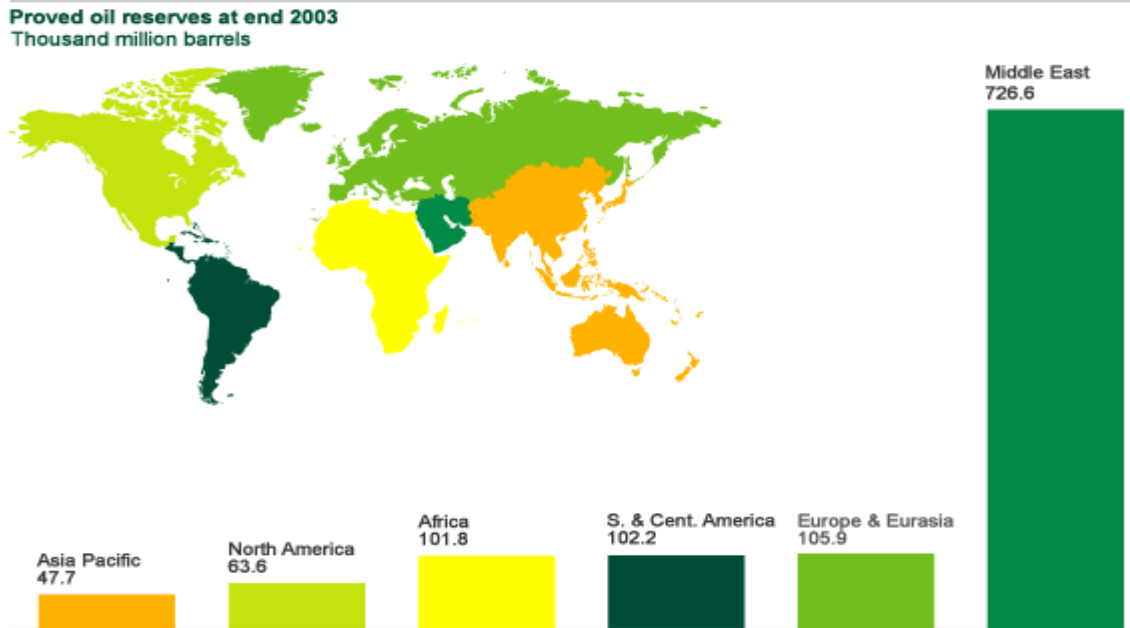 Proved oil reserves at end 2003
Thousand million barrels
Middle East
726.6
Africa
101.8
S. & Cent. America
102.2
Europe & Eurasia
105.9
North America
63.6
Asia Pacific
47.7